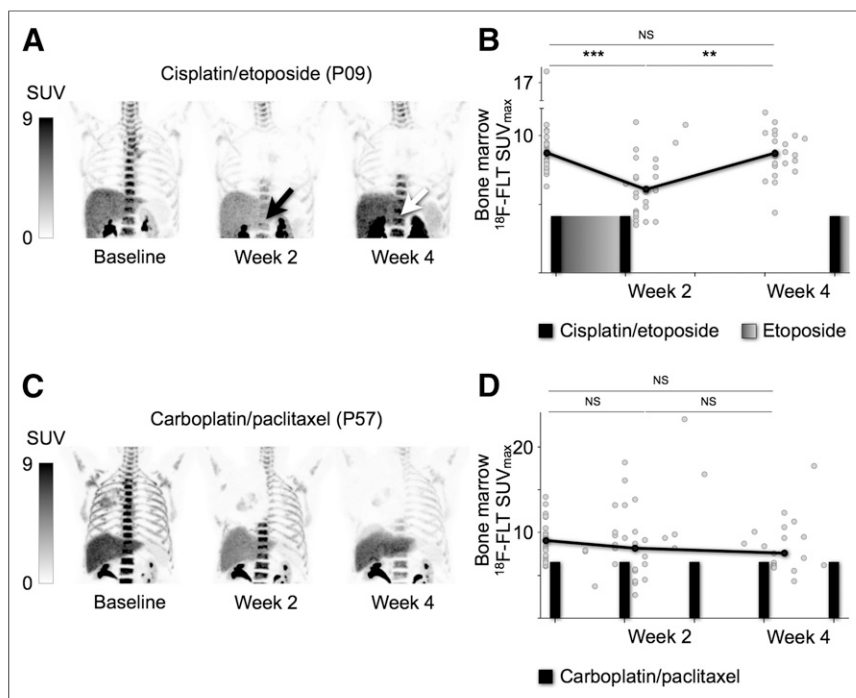 A
Cisplatin/etoposide (P09)
SUV
9
0
Baseline
Week 2
Week 4
B
NS
***
**
17
10
Bone marrow
18F-FLT SUVmax
Week 2
Week 4
Cisplatin/etoposide
Etoposide
C
Carboplatin/paclitaxel (P57)
SUV
9
0
Baseline
Week 2
Week 4
D
NS
NS
NS
20
10
Bone marrow
18F-FLT SUVmax
Week 2
Week 4
Carboplatin/paclitaxel